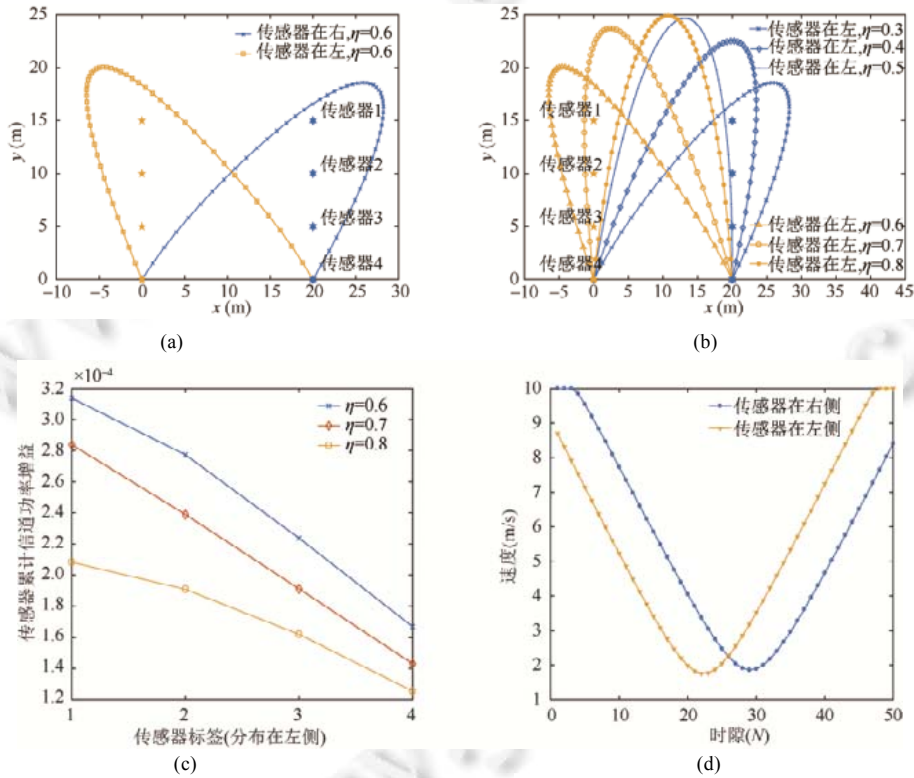 传感器在右,η=0.6
传感器在左,η=0.6
传感器1
传感器2
传感器3
传感器4
y (m)
25
20
15
10
5
0
−10 −5 0 5 10 15 20 25 30
x (m)
(a)
传感器在左,η=0.3
传感器在左,η=0.4
传感器在左,η=0.5
传感器1
传感器2
传感器3
传感器4
传感器在左,η=0.6
传感器在左,η=0.7
传感器在左,η=0.8
y (m)
25
20
15
10
5
0
−10 −5 0 5 10 15 20 25 30 35 40 45
x (m)
(b)
×10⁻⁴
3.2
2.8
2.4
2.0
1.8
1.6
1.4
1.2
η=0.6
η=0.7
η=0.8
传感器累计信道功率增益
1 2 3 4
传感器标签(分布在左侧)
(c)
10
9
8
7
6
5
4
3
2
1
传感器在右侧
传感器在左侧
速度(m/s)
0 10 20 30 40 50
时隙(N)
(d)